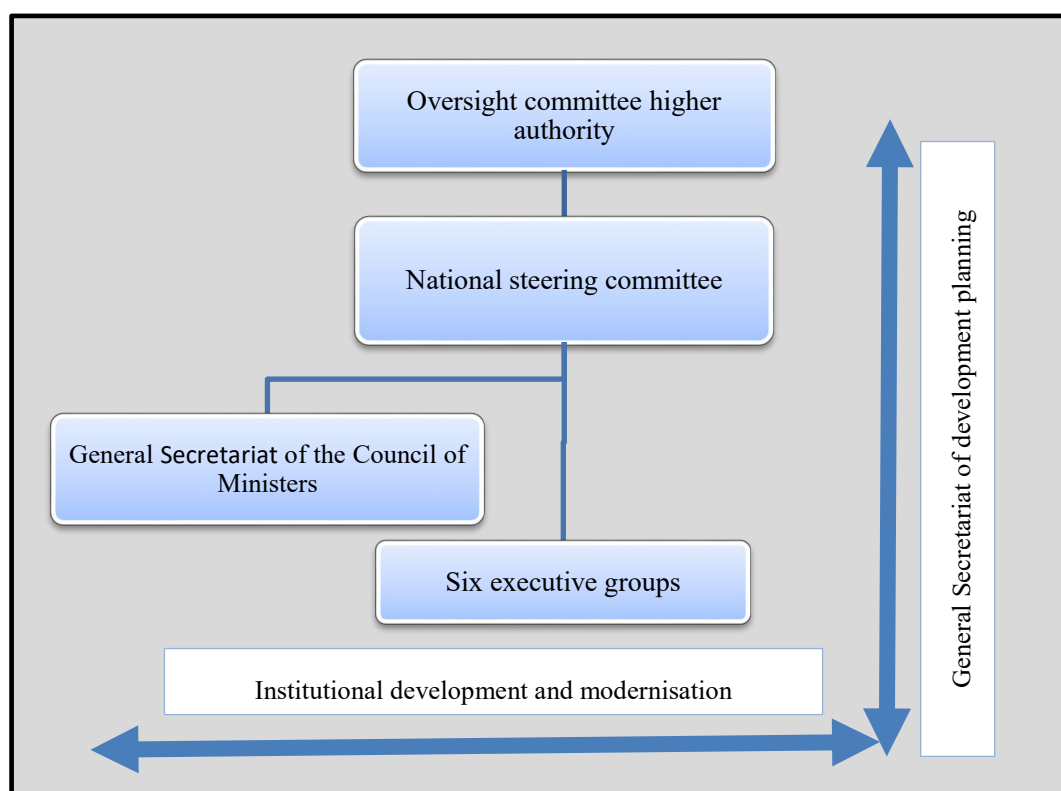 Oversight committee higher
authority
National steering committee
General Secretariat of the Council of
Ministers
Six executive groups
Institutional development and modernisation
General Secretariat of development planning